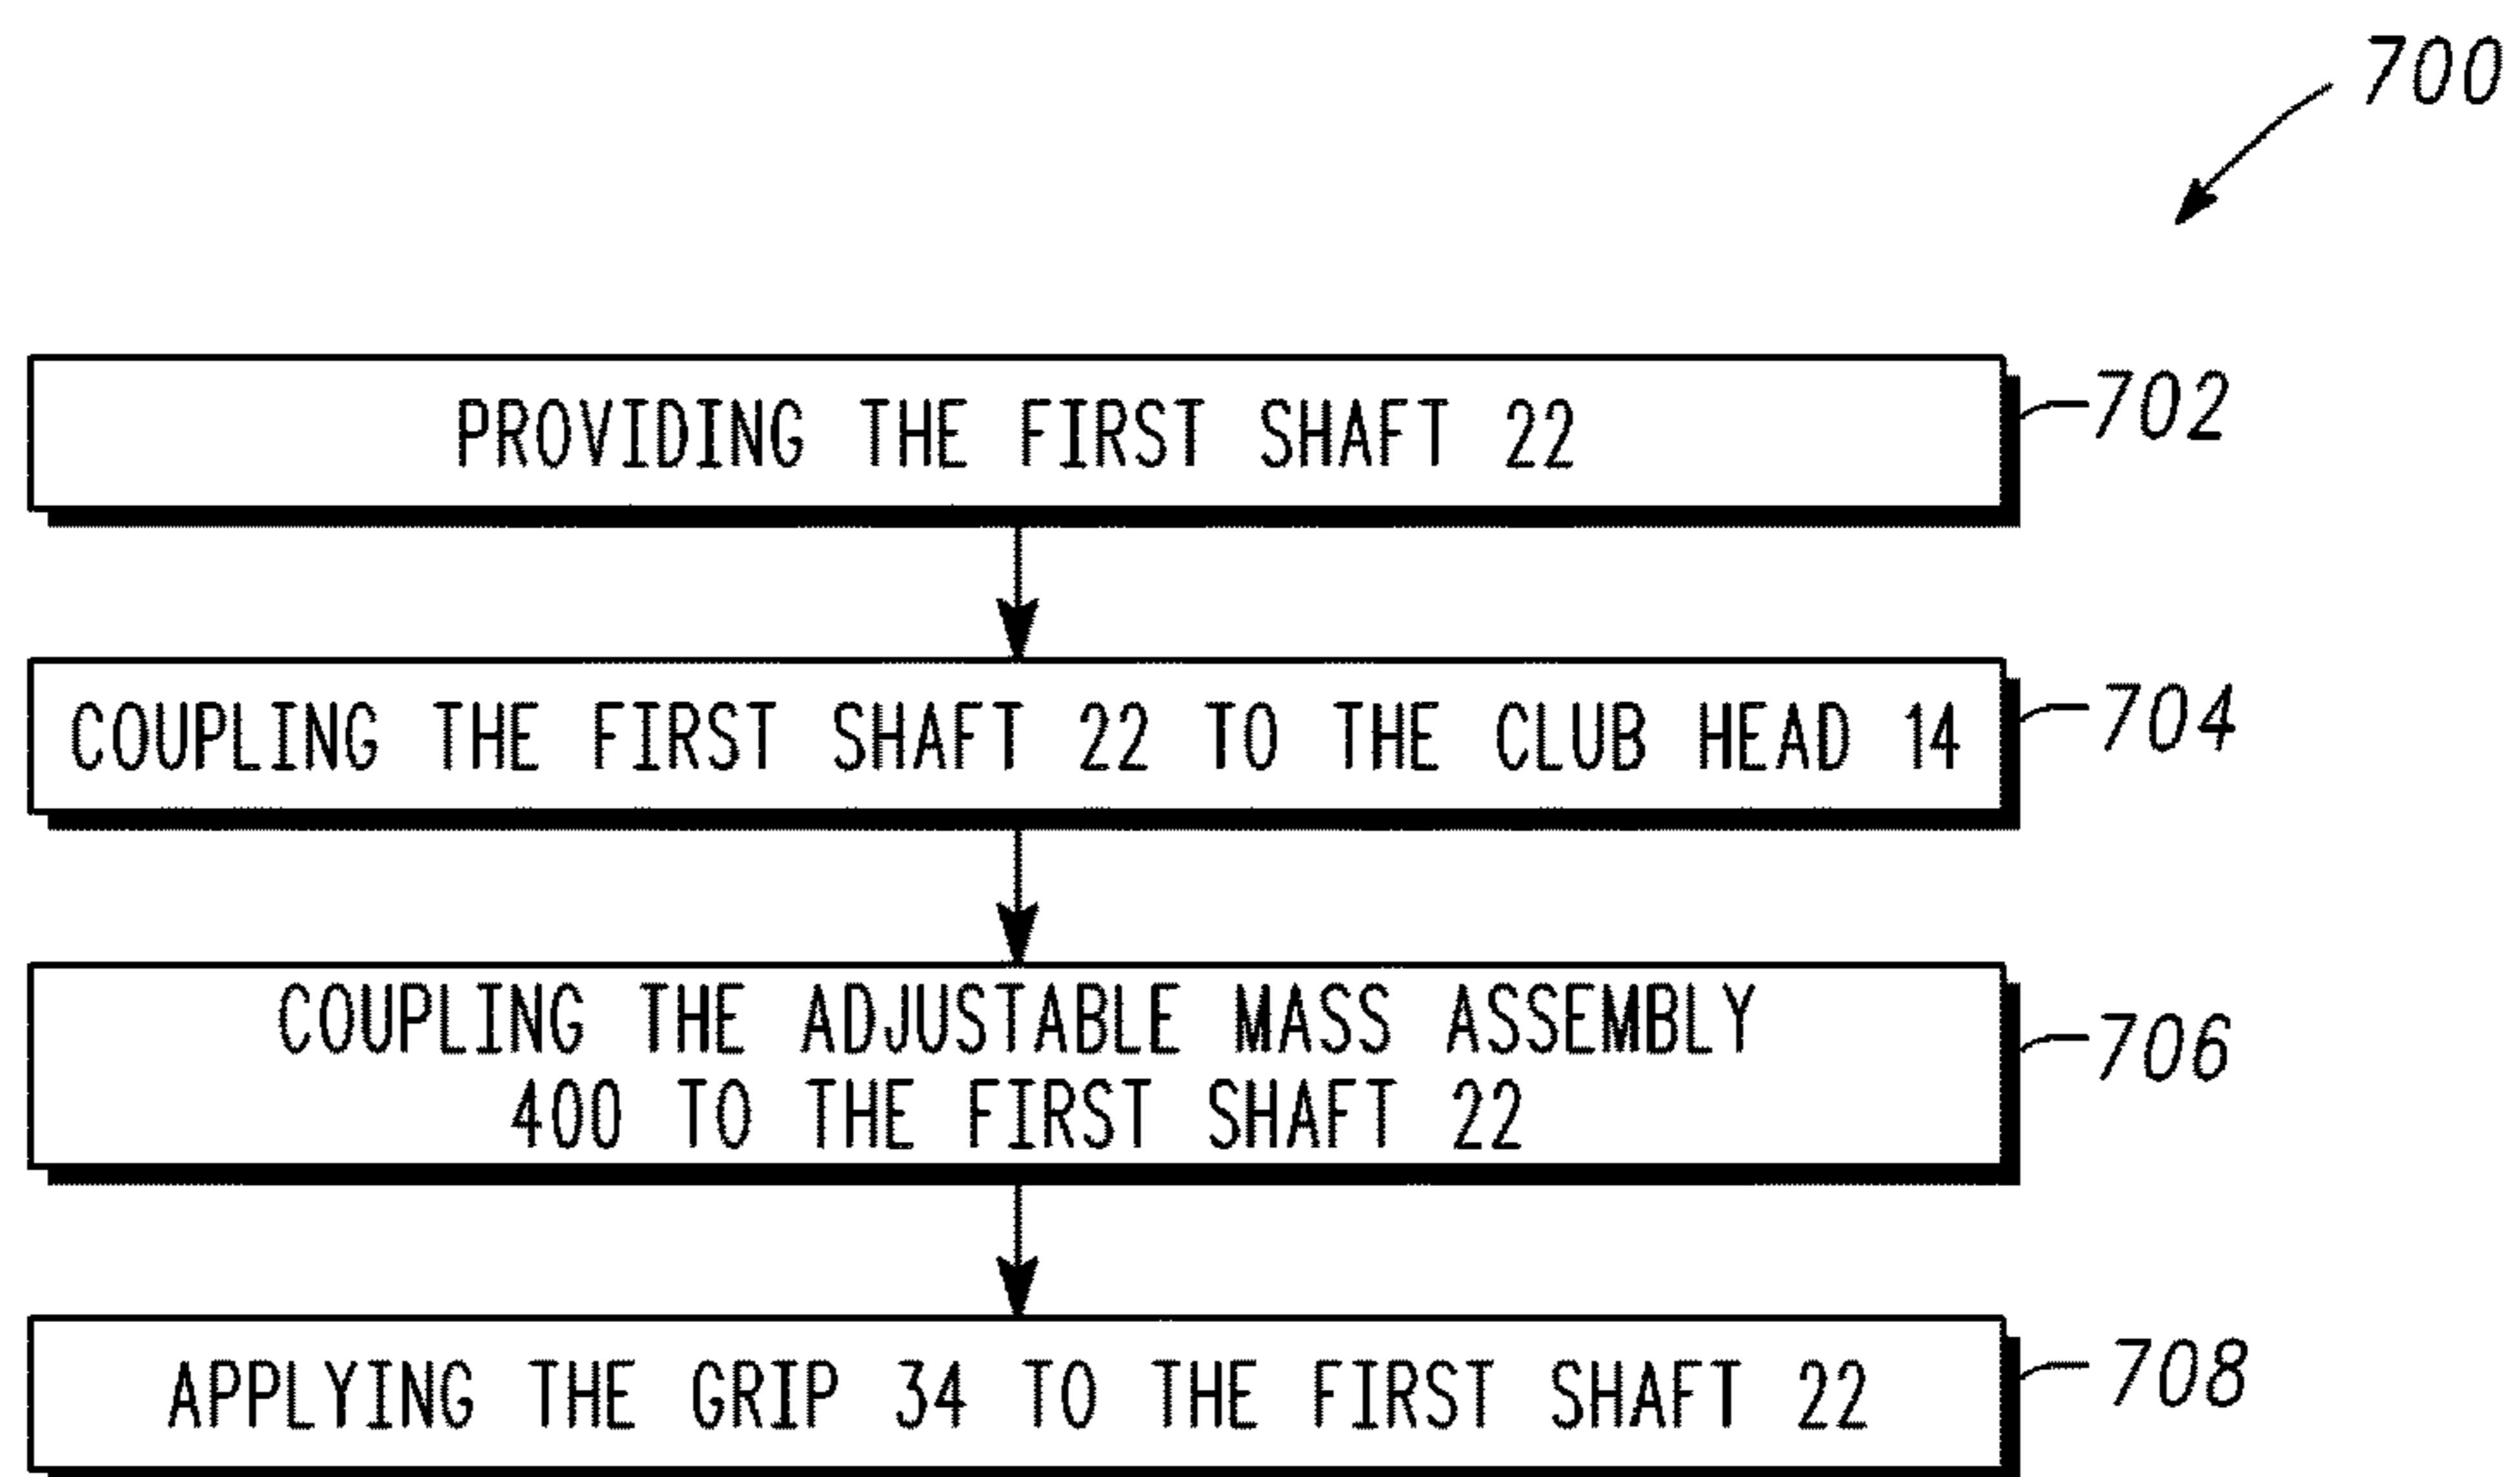 700
PROVIDING THE FIRST SHAFT 22
702
COUPLING THE FIRST SHAFT 22 TO THE CLUB HEAD 14
704
COUPLING THE ADJUSTABLE MASS ASSEMBLY
400 TO THE FIRST SHAFT 22
706
APPLYING THE GRIP 34 TO THE FIRST SHAFT 22
708